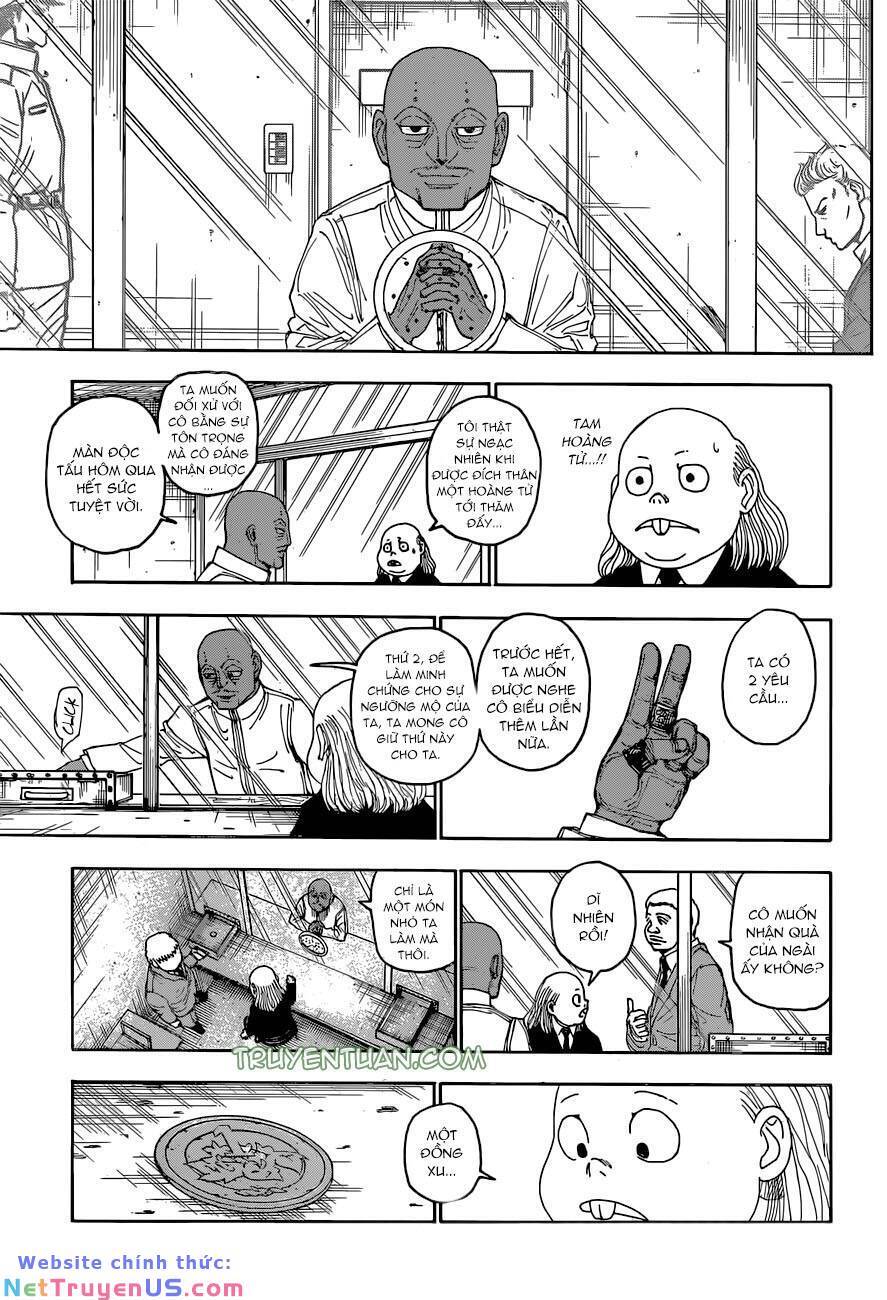 TAM
HOÀNG
TỬ...!!
TÔI THẬT
SỰ NGẠC
NHIÊN KHI
ĐƯỢC ĐÍCH THÂN
MỘT HOÀNG TỬ
TỚI THĂM
ĐẤY...
TA MUỐN
ĐỐI XỬ VỚI
CÔ BẰNG SỰ
TÔN TRỌNG
MÀ CÔ ĐÁNG
NHẬN ĐƯỢC
...
MÀN ĐỘC
TẤU HÔM QUA
HẾT SỨC
TUYỆT VỜI.
TA CÓ
2 YÊU
CẦU...
TRƯỚC HẾT,
TA MUỐN
ĐƯỢC NGHE
CÔ BIỂU DIỄN
THÊM LẦN
NỮA.
THỨ 2, ĐỂ
LÀM MINH
CHỨNG CHO SỰ
NGƯỠNG MỘ CỦA
TA, TA MONG CÔ
GIỮ THỨ NÀY
CHO TA.
CLICK
CÔ MUỐN
NHẬN QUÀ
CỦA NGÀI
ẤY KHÔNG?
DĨ
NHIÊN
RỒI!
CHỈ LÀ
MỘT MÓN
NHỎ TA
LÀM MÀ
THÔI.
TRUYENTUAN.COM
MỘT
ĐỒNG
XU...
Website chính thức:
NetTruyenUS.com